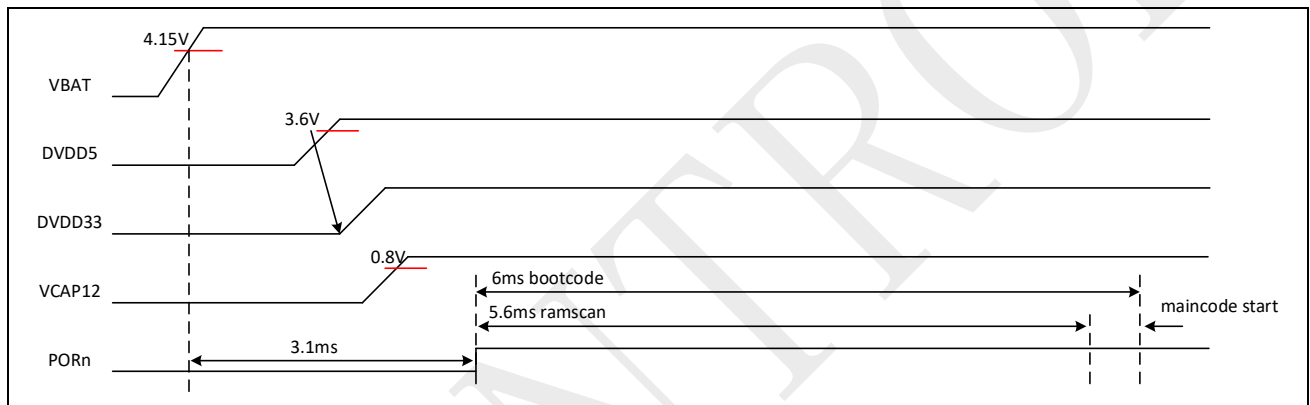 4.15V
VBAT
3.6V
DVDD5
DVDD33
0.8V
VCAP12
6ms bootcode
5.6ms ramscan
maincode start
3.1ms
PORn